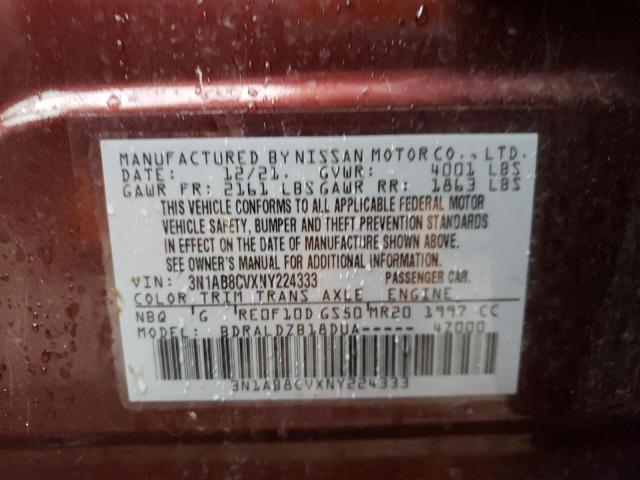 MANUFACTURED BY NISSAN MOTOR CO., LTD.
DATE: 12/21. GVWR: 4001 LBS
GAWR FR: 2161 LBS GAWR RR: 1863 LBS
THIS VEHICLE CONFORMS TO ALL APPLICABLE FEDERAL MOTOR
VEHICLE SAFETY, BUMPER AND THEFT PREVENTION STANDARDS
IN EFFECT ON THE DATE OF MANUFACTURE SHOWN ABOVE.
SEE OWNER'S MANUAL FOR ADDITIONAL INFORMATION.
VIN: 3N1AB8CVXNY224333 PASSENGER CAR.
COLOR TRIM TRANS AXLE ENGINE
NBQ G RE0F10D GS50 MR20 1997 CC
MODEL: BDRALDZB18DUA----- 47000
3N1AB8CVXNY224333